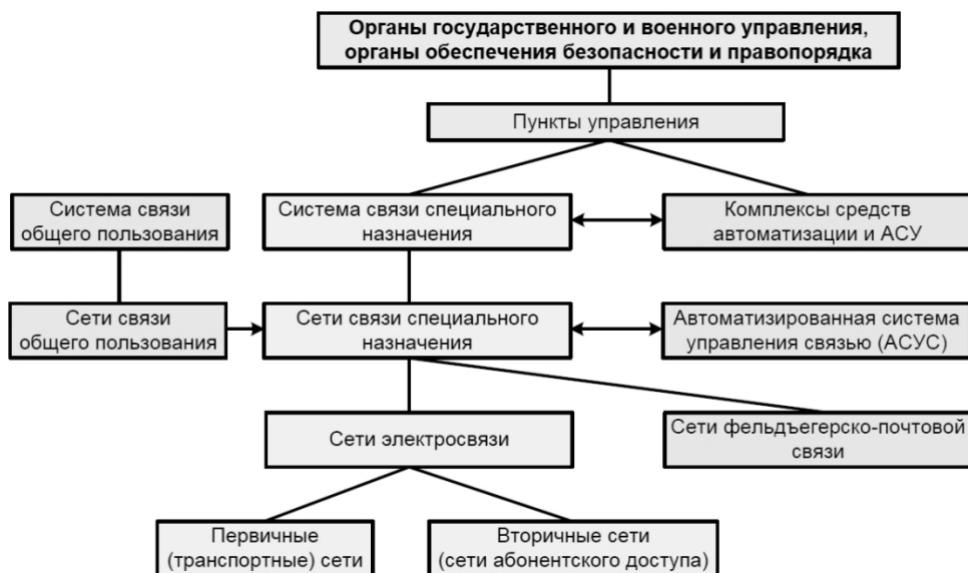 Органы государственного и военного управления,
органы обеспечения безопасности и правопорядка
Пункты управления
Система связи
общего пользования
Система связи специального
назначения
Комплексы средств
автоматизации и АСУ
Сети связи
общего пользования
Сети связи специального
назначения
Автоматизированная система
управления связью (АСУС)
Сети электросвязи
Сети фельдъегерско-почтовой
связи
Первичные
(транспортные) сети
Вторичные сети
(сети абонентского доступа)